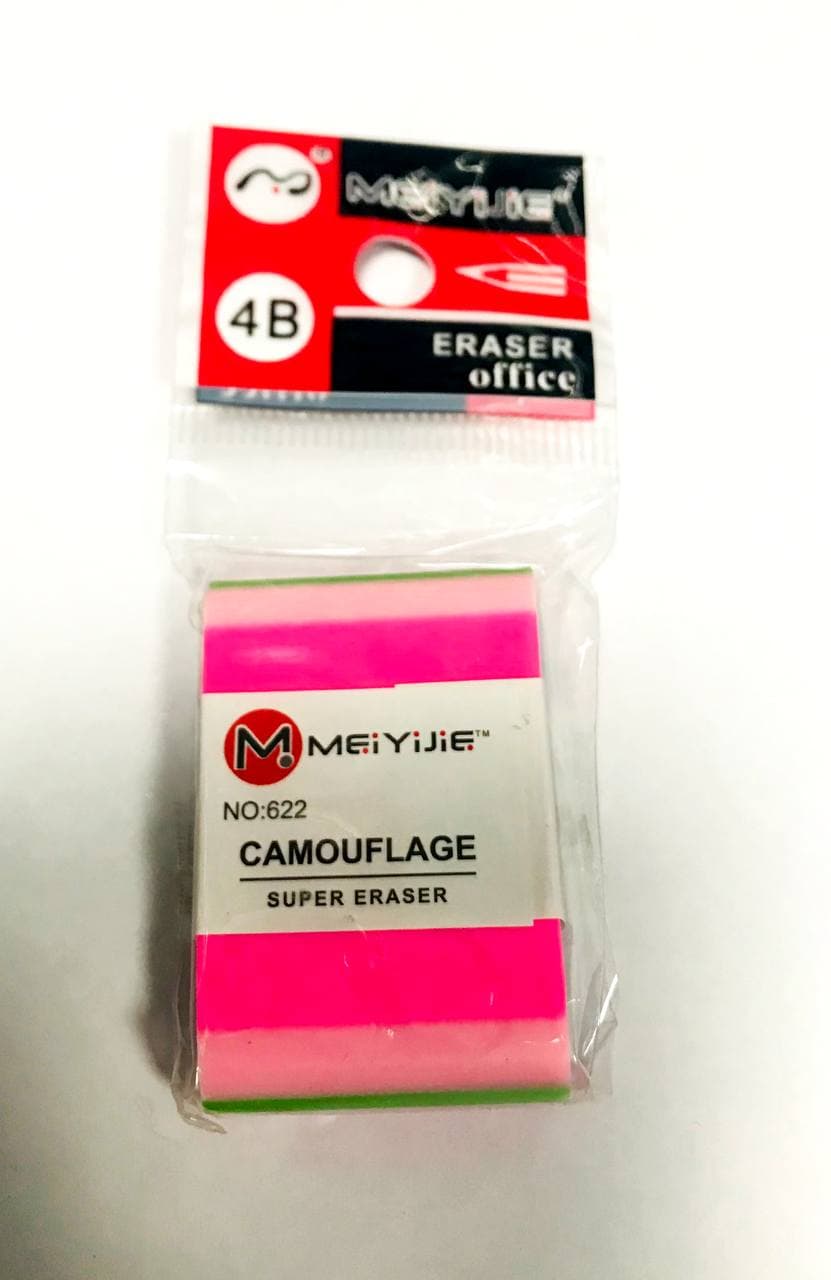 MEiYiJiE
4B
ERASER
office
M
MEiYiJiE™
NO:622
CAMOUFLAGE
SUPER ERASER